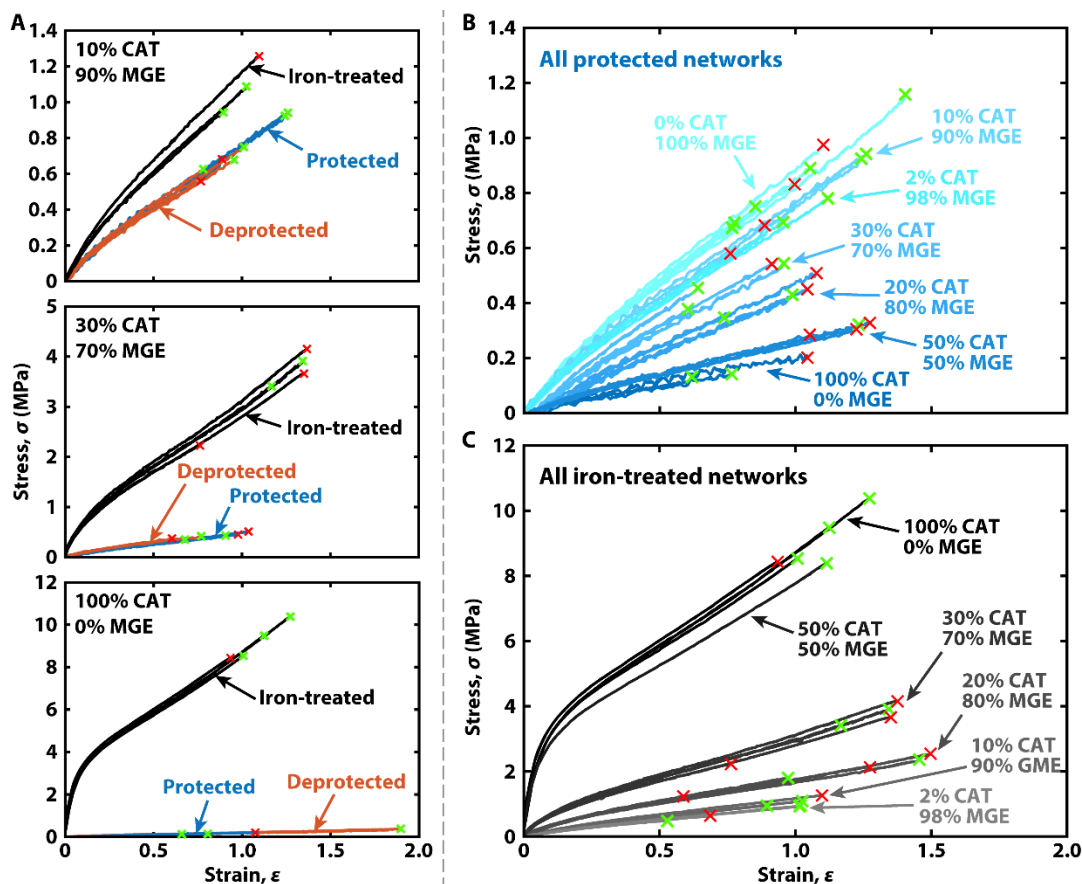 A
10% CAT
90% MGE
Iron-treated
Protected
Deprotected
1.4
1.2
1.0
0.8
0.6
0.4
0.2
0
30% CAT
70% MGE
Iron-treated
Deprotected
Protected
5
4
3
2
1
0
Stress, σ (MPa)
100% CAT
0% MGE
Iron-treated
Protected
Deprotected
12
10
8
6
4
2
0
0
0.5
1.0
1.5
2.0
Strain, ε
B
All protected networks
0% CAT
100% MGE
10% CAT
90% MGE
2% CAT
98% MGE
30% CAT
70% MGE
20% CAT
80% MGE
50% CAT
50% MGE
100% CAT
0% MGE
Stress, σ (MPa)
1.4
1.2
1.0
0.8
0.6
0.4
0.2
0
0.5
1.0
1.5
2.0
C
All iron-treated networks
100% CAT
0% MGE
50% CAT
50% MGE
30% CAT
70% MGE
20% CAT
80% MGE
10% CAT
90% GME
2% CAT
98% MGE
Stress, σ (MPa)
12
10
8
6
4
2
0
0.5
1.0
1.5
2.0
Strain, ε